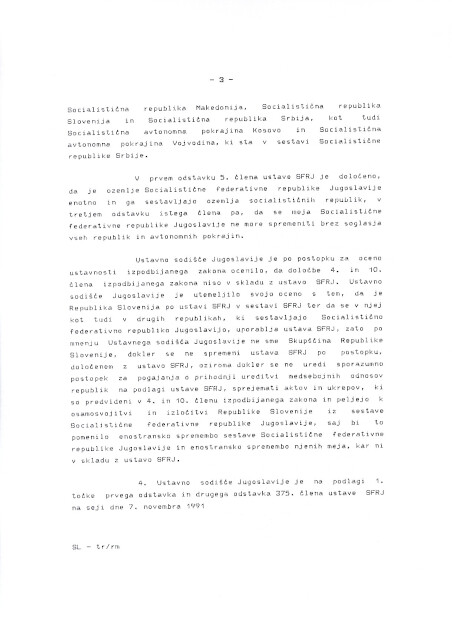 - 3 -
Socialistična republika Makedonija, Socialistična republika
Slovenija in Socialistična republika Srbija, kot tudi
Socialistična avtonomna pokrajina Kosovo in Socialistična
avtonomna pokrajina Vojvodina, ki sta v sestavi Socialistične
republike Srbije.
V prvem odstavku 5. člena ustave SFRJ je določeno,
da je ozemlje Socialistične federativne republike Jugoslavije
enotno in ga sestavljajo ozemlja socialističnih republik, v
tretjem odstavku istega člena pa, da se meja Socialistične
federativne republike Jugoslavije ne more spremeniti brez soglasja
vseh republik in avtonomnih pokrajin.
Ustavno sodišče Jugoslavije je po postopku za oceno
ustavnosti izpodbijanega zakona ocenilo, da določbe 4. in 10.
člena izpodbijanega zakona niso v skladu z ustavo SFRJ. Ustavno
sodišče Jugoslavije je utemeljilo svojo oceno s tem, da je
Republika Slovenija po ustavi SFRJ v sestavi SFRJ ter da se v njej
kot tudi v drugih republikah, ki sestavljajo Socialistično
federativno republiko Jugoslavijo, uporablja ustava SFRJ, zato po
mnenju Ustavnega sodišča Jugoslavije ne sme Skupščina Republike
Slovenije, dokler se ne spremeni ustava SFRJ po postopku,
določenem z ustavo SFRJ, oziroma dokler se ne uredi sporazumno
postopek za pogajanja o prihodnji ureditvi medsebojnih odnosov
republik na podlagi ustave SFRJ, sprejemati aktov in ukrepov, ki
so predvideni v 4. in 10. členu izpodbijanega zakona in peljejo k
osamosvojitvi in izločitvi Republike Slovenije iz sestave
Socialistične federativne republike Jugoslavije, saj bi to
pomenilo enostransko spremembo sestave Socialistične federativne
republike Jugoslavije in enostransko spremembo njenih meja, kar ni
v skladu z ustavo SFRJ.
4. Ustavno sodišče Jugoslavije je na podlagi 1.
točke prvega odstavka in drugega odstavka 375. člena ustave SFRJ
na seji dne 7. novembra 1991
SL - tr/rm